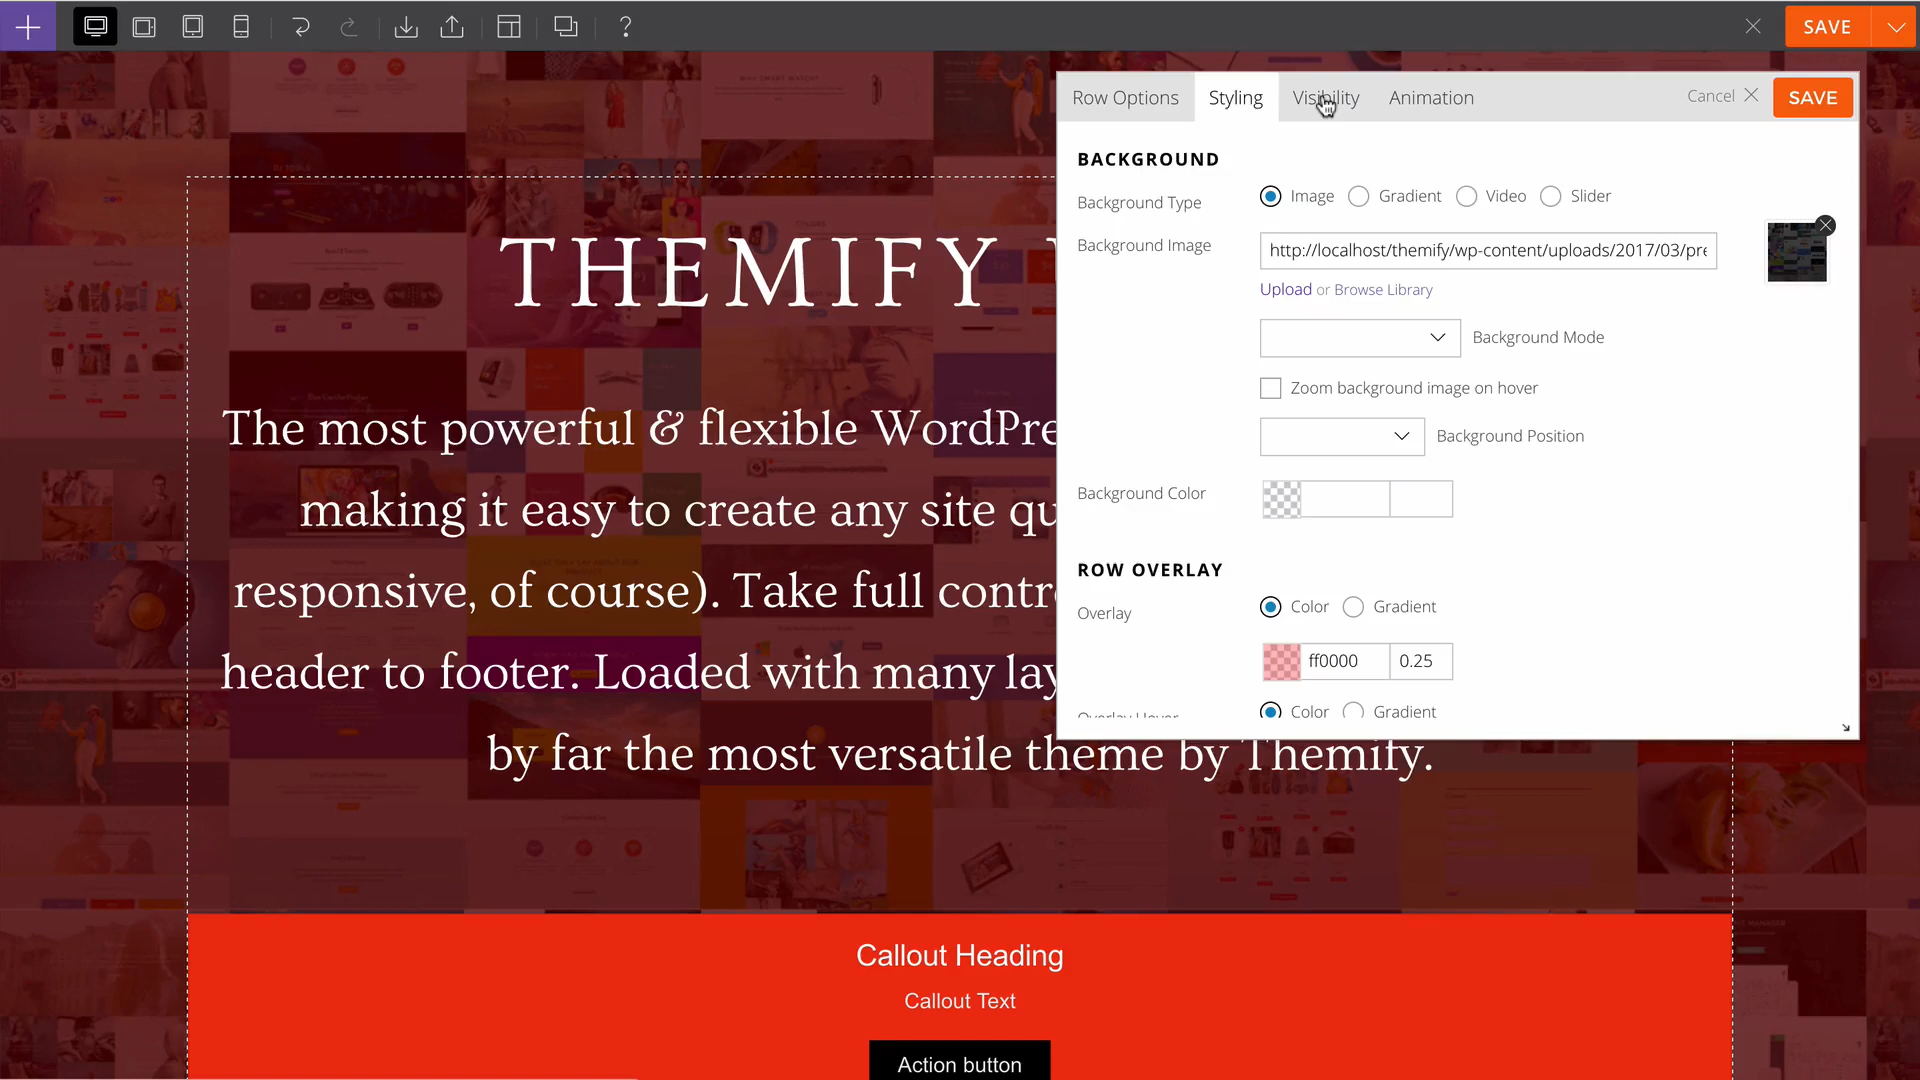 SAVE
Row Options Styling Visibility Animation Cancel SAVE
BACKGROUND
Background Type Image Gradient Video Slider
Background Image http://localhost/themify/wp-content/uploads/2017/03/pre
Upload or Browse Library
Background Mode
Zoom background image on hover
Background Position
Background Color
ROW OVERLAY
Overlay Color Gradient
ff0000 0.25
Overlay Hover Color Gradient
THEMIFY
The most powerful & flexible WordPre
making it easy to create any site qu
responsive, of course). Take full contr
header to footer. Loaded with many lay
by far the most versatile theme by Themify.
Callout Heading
Callout Text
Action button